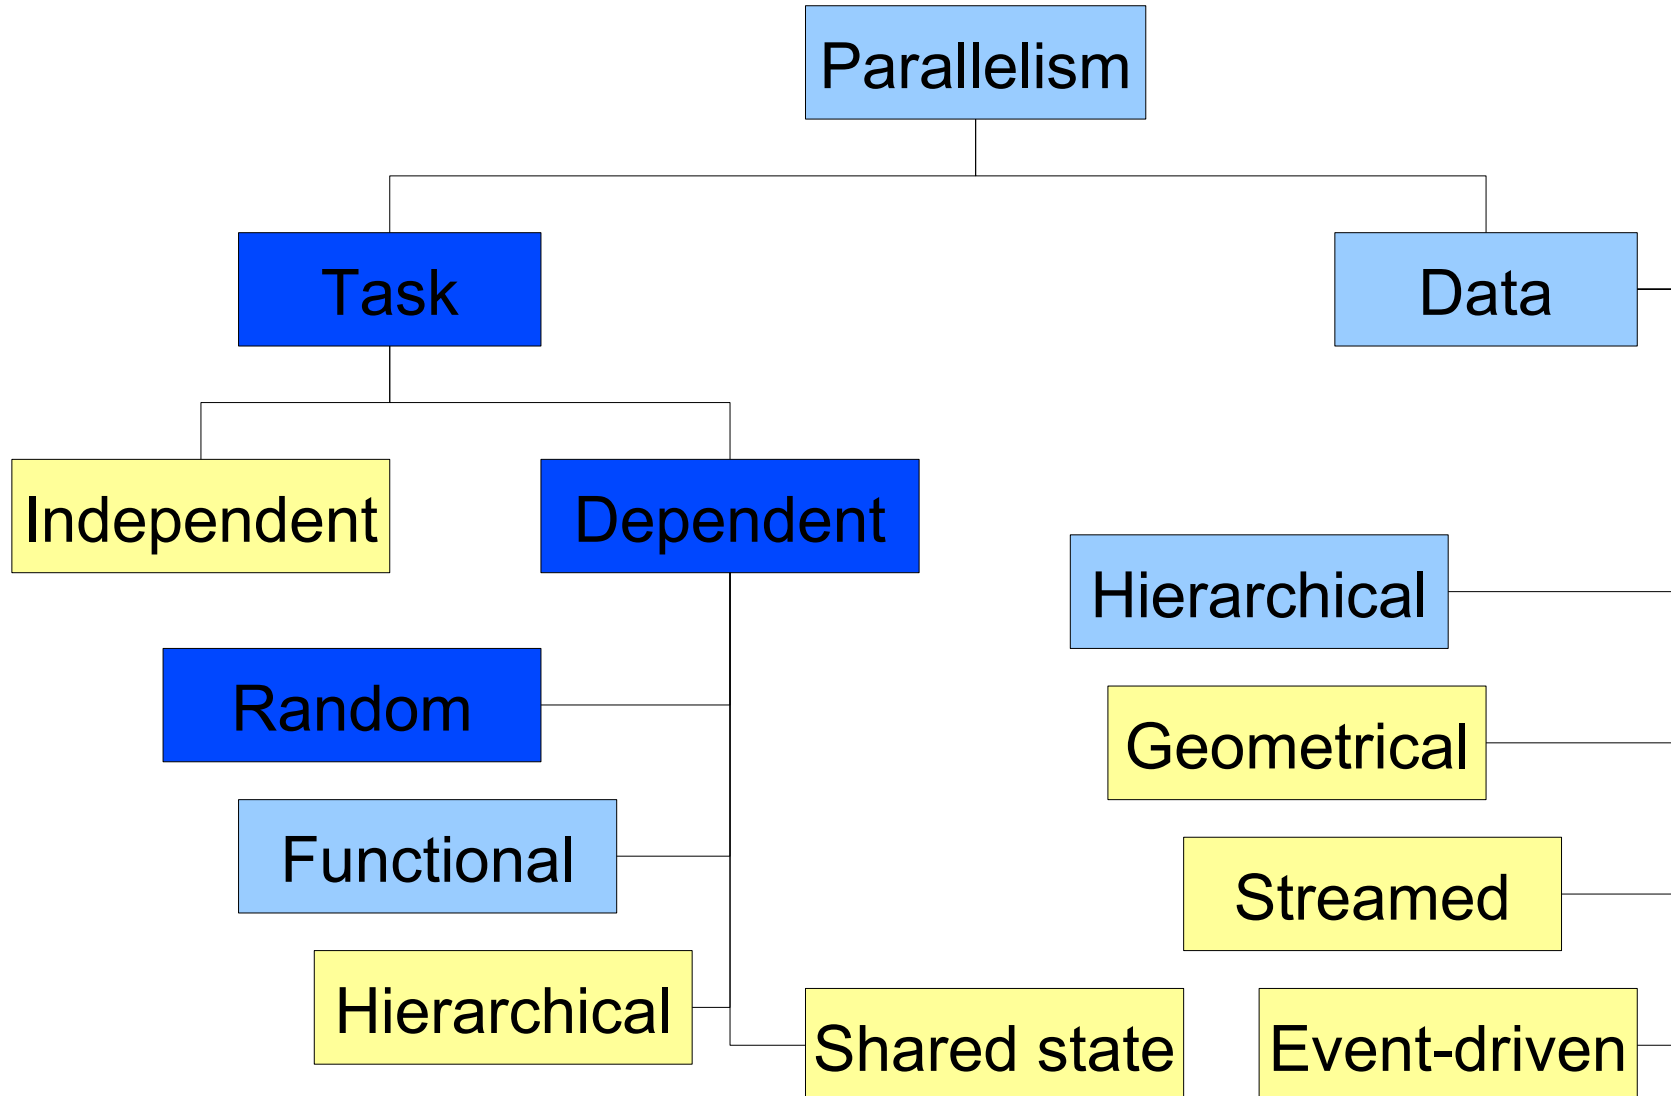 Parallelism
Task
Data
Independent
Dependent
Hierarchical
Random
Geometrical
Functional
Streamed
Hierarchical
Shared state
Event-driven